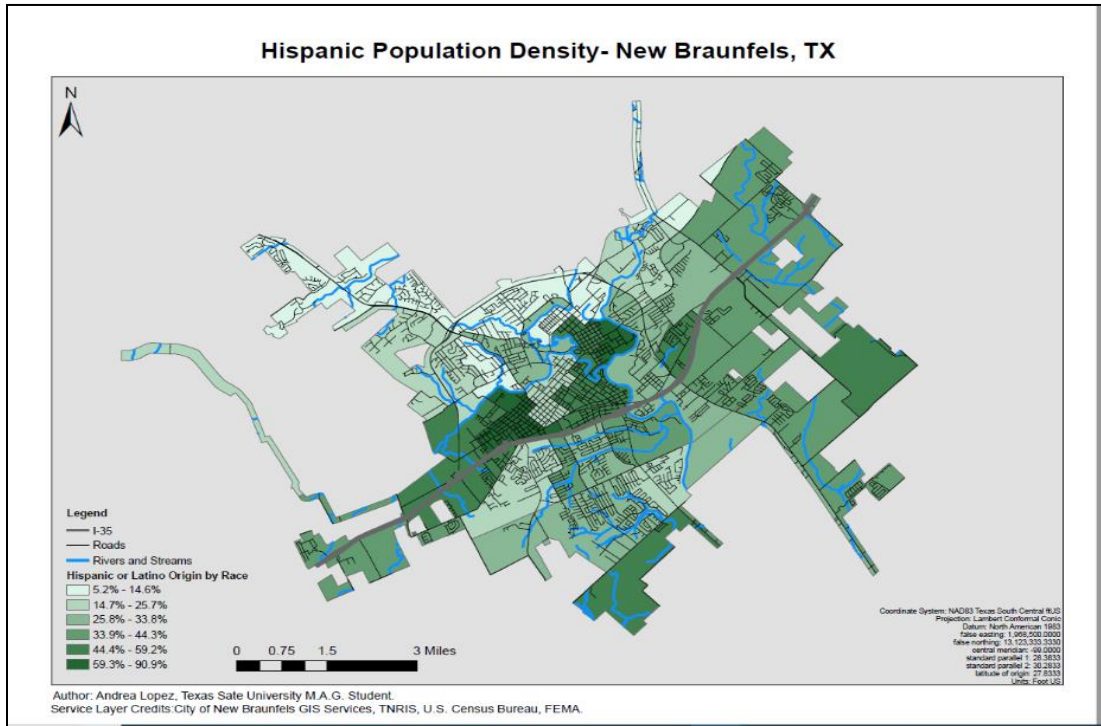 Hispanic Population Density- New Braunfels, TX
N
Legend
I-35
Roads
Rivers and Streams
Hispanic or Latino Origin by Race
5.2% - 14.6%
14.7% - 25.7%
25.8% - 33.8%
33.9% - 44.3%
44.4% - 59.2%
59.3% - 90.9%
0 0.75 1.5 3 Miles
Coordinate System: NAD83 Texas South Central ftUS
Projection: Lambert Conformal Conic
Datum: North American 1983
false easting: 1,968,500.0000
false northing: 13,123,333.3330
central meridian: -99.0000
standard parallel 1: 28.3833
standard parallel 2: 30.2833
latitude of origin: 27.8333
Units: Foot US
Author: Andrea Lopez, Texas Sate University M.A.G. Student.
Service Layer Credits:City of New Braunfels GIS Services, TNRIS, U.S. Census Bureau, FEMA.